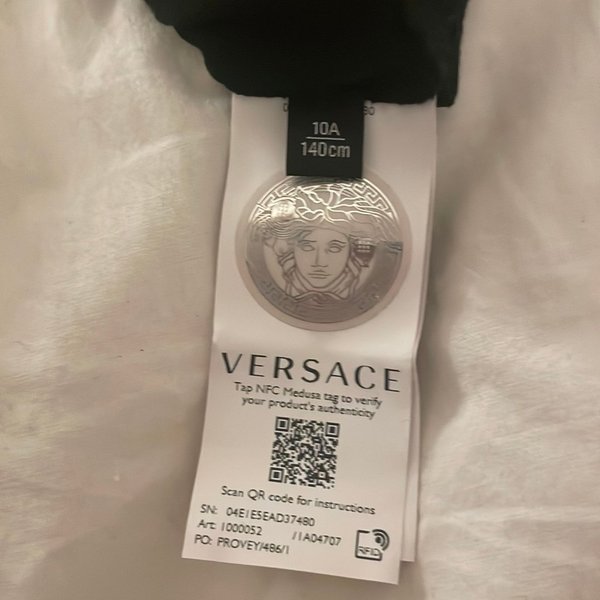 10A
140cm
VERSACE
Tap NFC Medusa tag to verify
your product's authenticity
Scan QR code for instructions
SN: 04E1E5EAD37480
Art: 1000052 /1A04707
PO: PROVEY/486/1
RFID